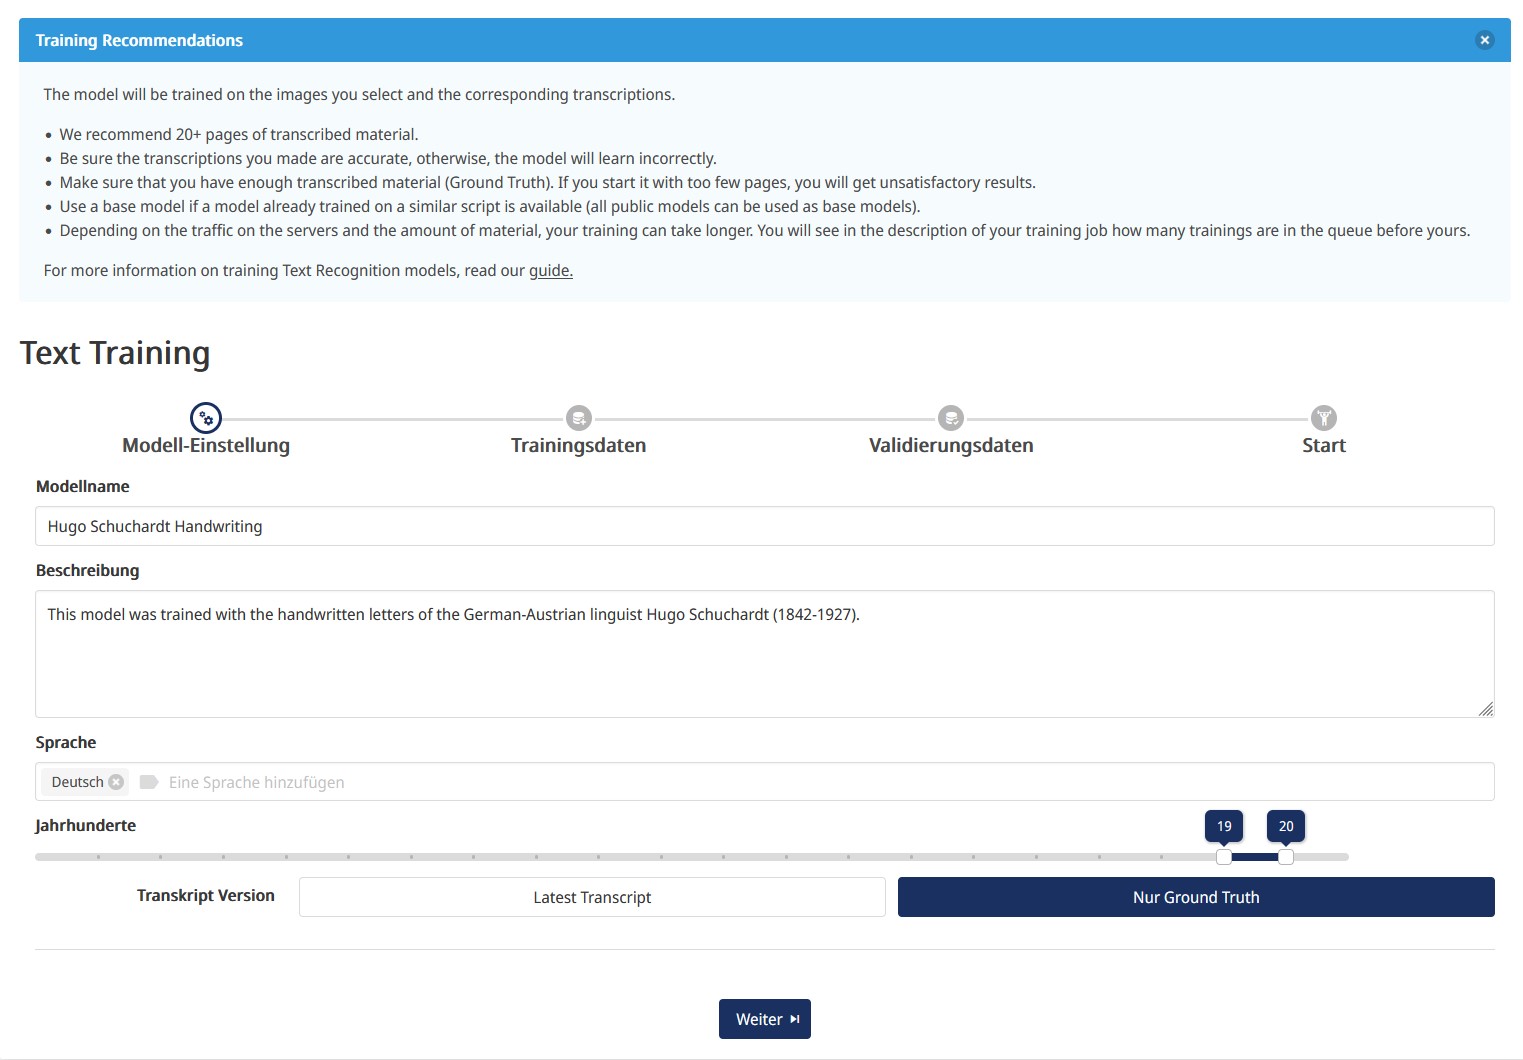 Training Recommendations
The model will be trained on the images you select and the corresponding transcriptions.
• We recommend 20+ pages of transcribed material.
• Be sure the transcriptions you made are accurate, otherwise, the model will learn incorrectly.
• Make sure that you have enough transcribed material (Ground Truth). If you start it with too few pages, you will get unsatisfactory results.
• Use a base model if a model already trained on a similar script is available (all public models can be used as base models).
• Depending on the traffic on the servers and the amount of material, your training can take longer. You will see in the description of your training job how many trainings are in the queue before yours.
For more information on training Text Recognition models, read our guide.
Text Training
Modell-Einstellung Trainingsdaten Validierungsdaten Start
Modellname
Hugo Schuchardt Handwriting
Beschreibung
This model was trained with the handwritten letters of the German-Austrian linguist Hugo Schuchardt (1842-1927).
Sprache
Deutsch Eine Sprache hinzufügen
Jahrhunderte 19 20
Transkript Version Latest Transcript Nur Ground Truth
Weiter